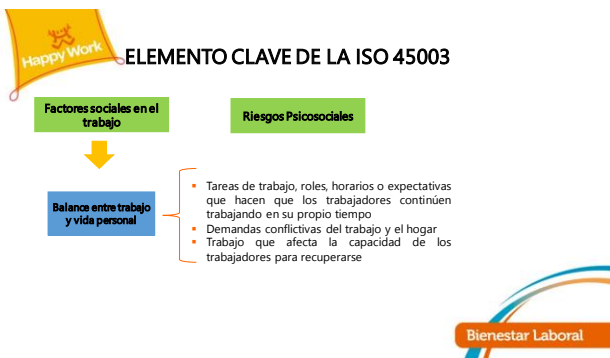 Happy Work
ELEMENTO CLAVE DE LA ISO 45003
Factores sociales en el
trabajo
Riesgos Psicosociales
Balance entre trabajo
y vida personal
▪ Tareas de trabajo, roles, horarios o expectativas
que hacen que los trabajadores continúen
trabajando en su propio tiempo
▪ Demandas conflictivas del trabajo y el hogar
▪ Trabajo que afecta la capacidad de los
trabajadores para recuperarse
Bienestar Laboral